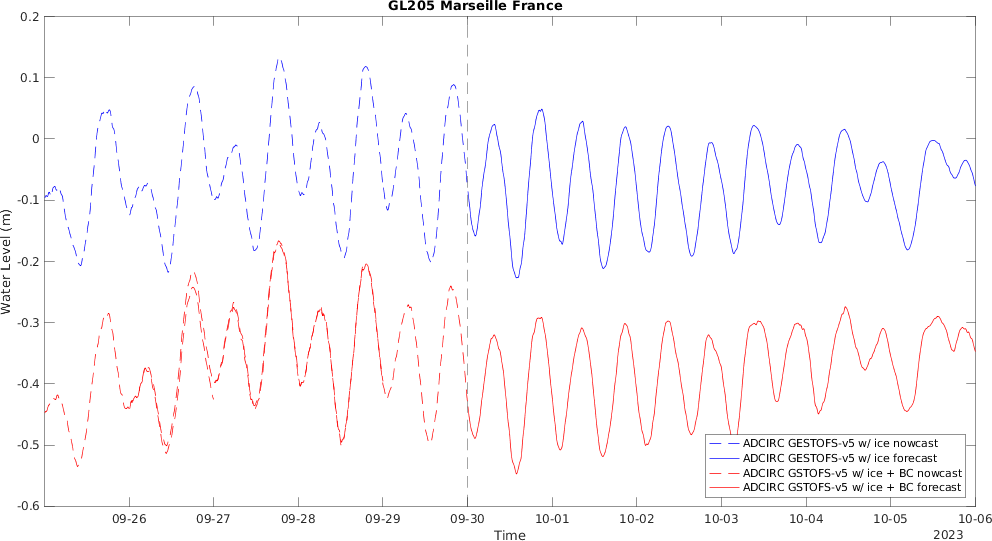 GL205 Marseille France
0.2
0.1
0
-0.1
-0.2
-0.3
-0.4
-0.5
-0.6
Water Level (m)
09-26 09-27 09-28 09-29 09-30 10-01 10-02 10-03 10-04 10-05 10-06
Time
2023
ADCIRC GESTOFS-v5 w/ ice nowcast
ADCIRC GESTOFS-v5 w/ ice forecast
ADCIRC GSTOFS-v5 w/ ice + BC nowcast
ADCIRC GSTOFS-v5 w/ ice + BC forecast